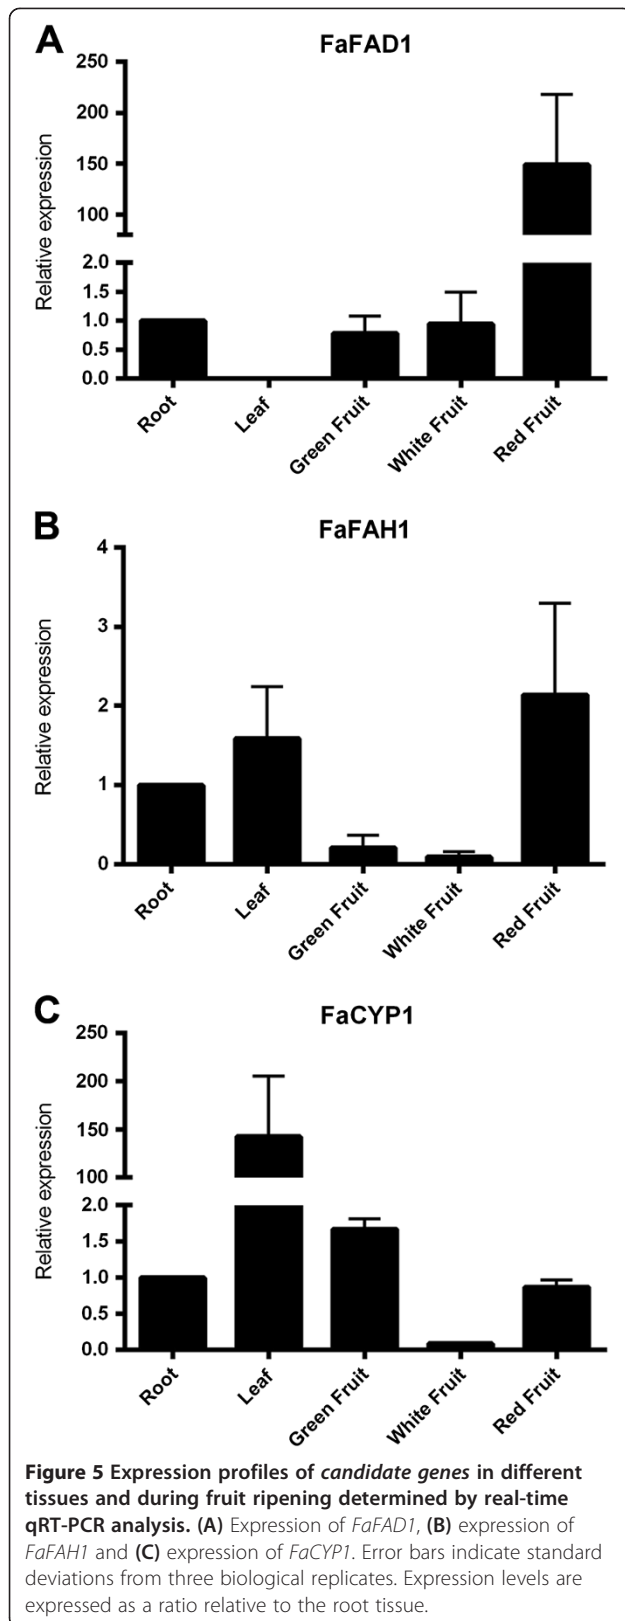 A
FaFAD1
Relative expression
250
200
150
100
2.0
1.5
1.0
0.5
0.0
Root
Leaf
Green Fruit
White Fruit
Red Fruit
B
FaFAH1
Relative expression
4
3
2
1
0
Root
Leaf
Green Fruit
White Fruit
Red Fruit
C
FaCYP1
Relative expression
250
200
150
100
2.0
1.5
1.0
0.5
0.0
Root
Leaf
Green Fruit
White Fruit
Red Fruit
Figure 5 Expression profiles of candidate genes in different
tissues and during fruit ripening determined by real-time
qRT-PCR analysis. (A) Expression of FaFAD1, (B) expression of
FaFAH1 and (C) expression of FaCYP1. Error bars indicate standard
deviations from three biological replicates. Expression levels are
expressed as a ratio relative to the root tissue.